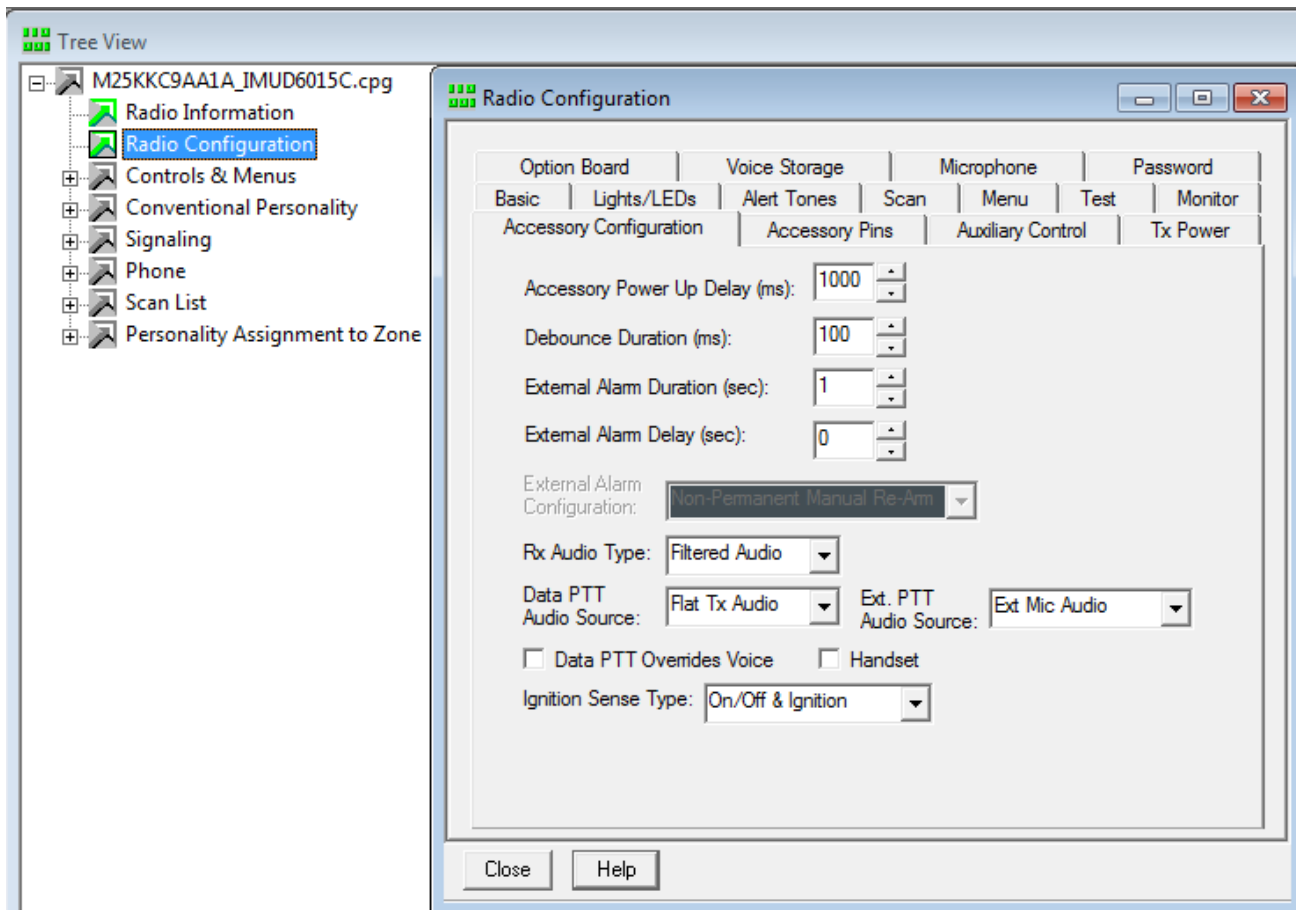 Tree View
M25KKC9AA1A_IMUD6015C.cpg
Radio Information
Radio Configuration
Controls & Menus
Conventional Personality
Signaling
Phone
Scan List
Personality Assignment to Zone
Radio Configuration
Option Board Voice Storage Microphone Password
Basic Lights/LEDs Alert Tones Scan Menu Test Monitor
Accessory Configuration Accessory Pins Auxiliary Control Tx Power
Accessory Power Up Delay (ms): 1000
Debounce Duration (ms): 100
External Alarm Duration (sec): 1
External Alarm Delay (sec): 0
External Alarm
Configuration: Non-Permanent Manual Re-Arm
Rx Audio Type: Filtered Audio
Data PTT
Audio Source: Flat Tx Audio
Ext. PTT
Audio Source: Ext Mic Audio
Data PTT Overrides Voice Handset
Ignition Sense Type: On/Off & Ignition
Close Help